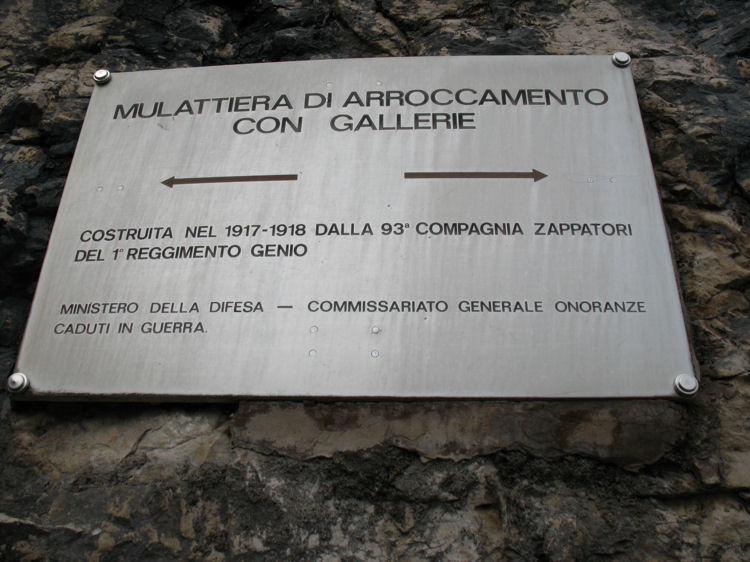 MULATTIERA DI ARROCCAMENTO
CON GALLERIE
COSTRUITA NEL 1917-1918 DALLA 93ª COMPAGNIA ZAPPATORI
DEL 1° REGGIMENTO GENIO
MINISTERO DELLA DIFESA — COMMISSARIATO GENERALE ONORANZE
CADUTI IN GUERRA.